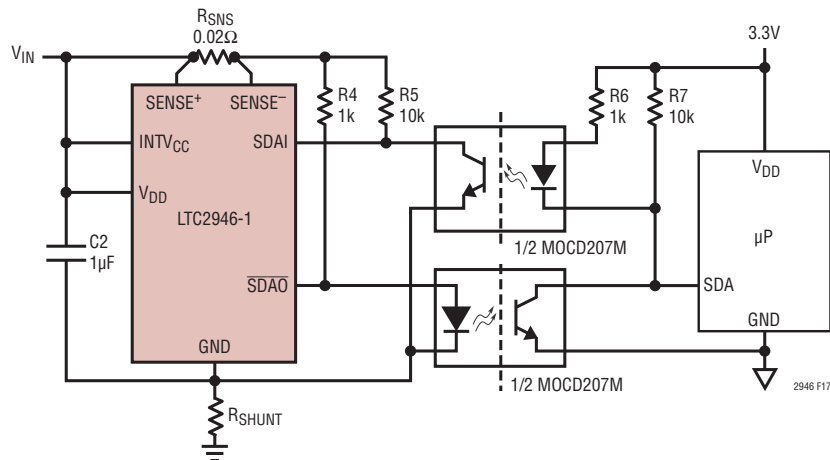 RSNS
0.02Ω
VIN
3.3V
SENSE+
SENSE−
R4
1k
R5
10k
R6
1k
R7
10k
INTVCC
SDAI
VDD
VDD
LTC2946-1
µP
C2
1µF
1/2 MOCD207M
SDAO
SDA
GND
GND
1/2 MOCD207M
RSHUNT
2946 F17